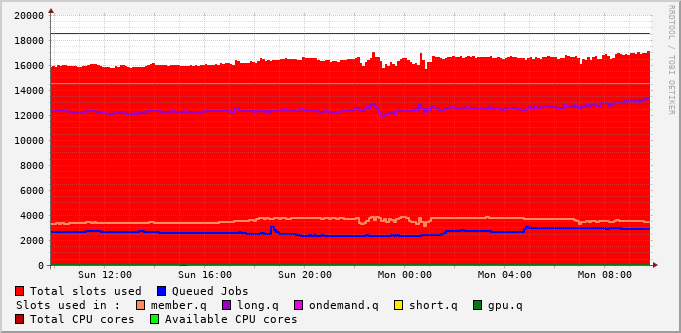 20000
18000
16000
14000
12000
10000
8000
6000
4000
2000
0
Sun 12:00 Sun 16:00 Sun 20:00 Mon 00:00 Mon 04:00 Mon 08:00
RRDTOOL / TOBI OETIKER
Total slots used Queued Jobs
Slots used in : member.q long.q ondemand.q short.q gpu.q
Total CPU cores Available CPU cores